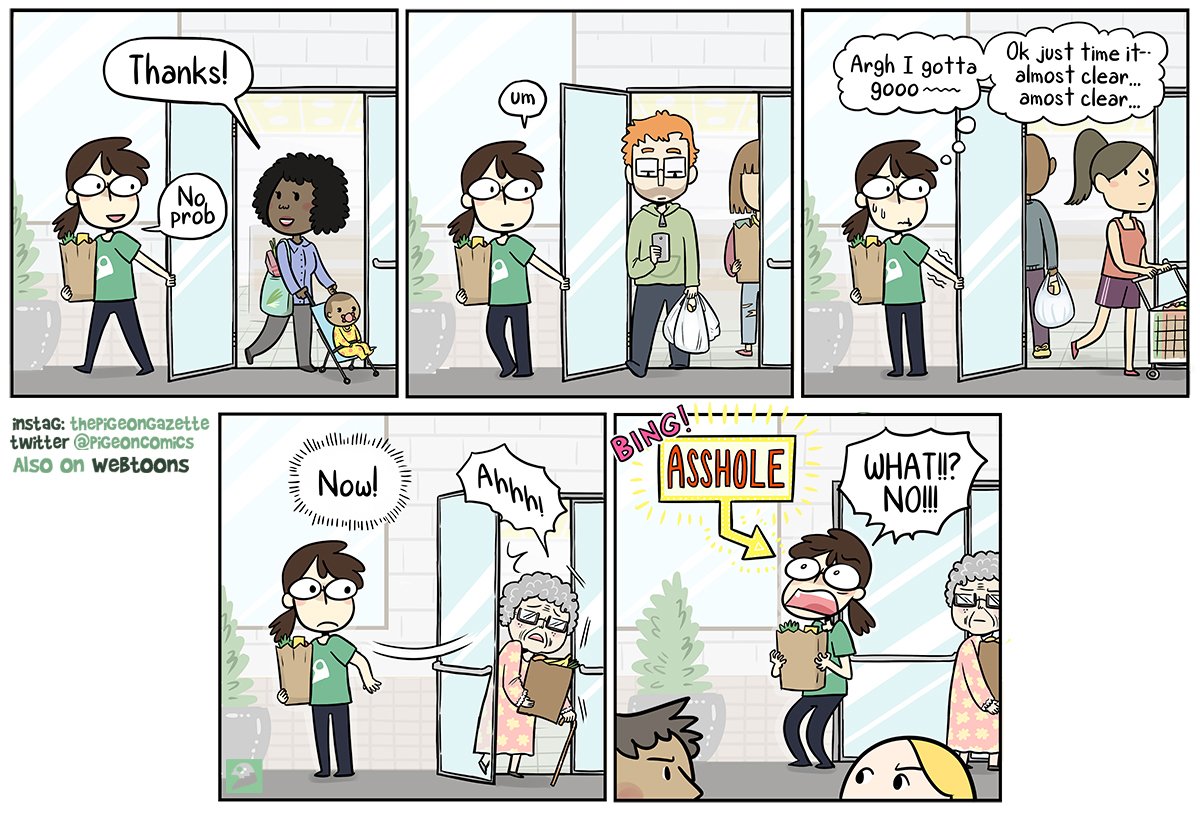 Thanks!
No
prob
um
Argh I gotta
gooo~~~~
Ok just time it--
almost clear...
amost clear...
instag: thepigeongazette
twitter @pigeoncomics
Also on webtoons
Now!
Ahhh!
BING!
ASSHOLE
WHAT!!?
NO!!!